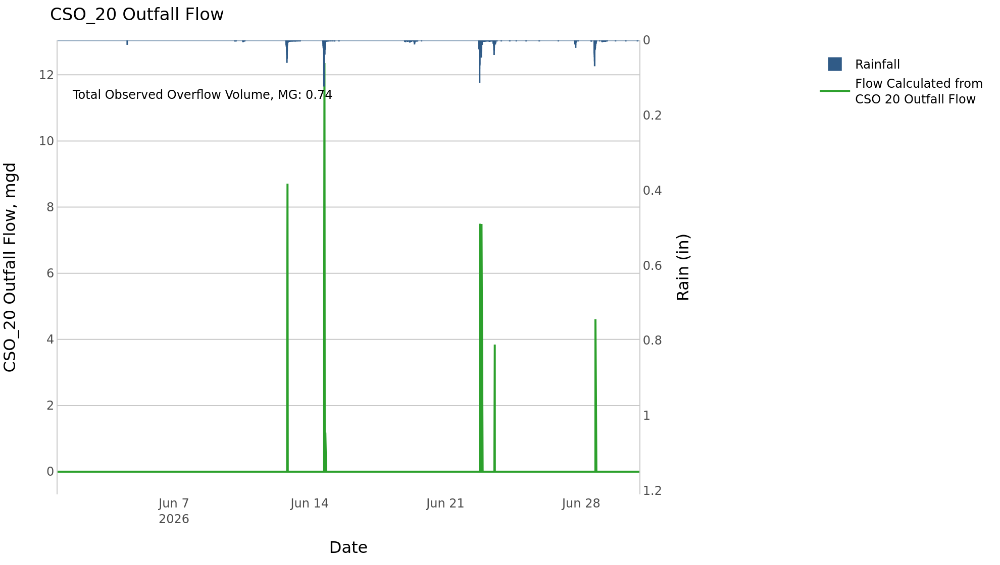 CSO_20 Outfall Flow
Total Observed Overflow Volume, MG: 0.74
CSO_20 Outfall Flow, mgd
12
10
8
6
4
2
0
0
0.2
0.4
0.6
0.8
1
1.2
Rain (in)
Jun 7
2026
Jun 14
Jun 21
Jun 28
Date
Rainfall
Flow Calculated from
CSO 20 Outfall Flow